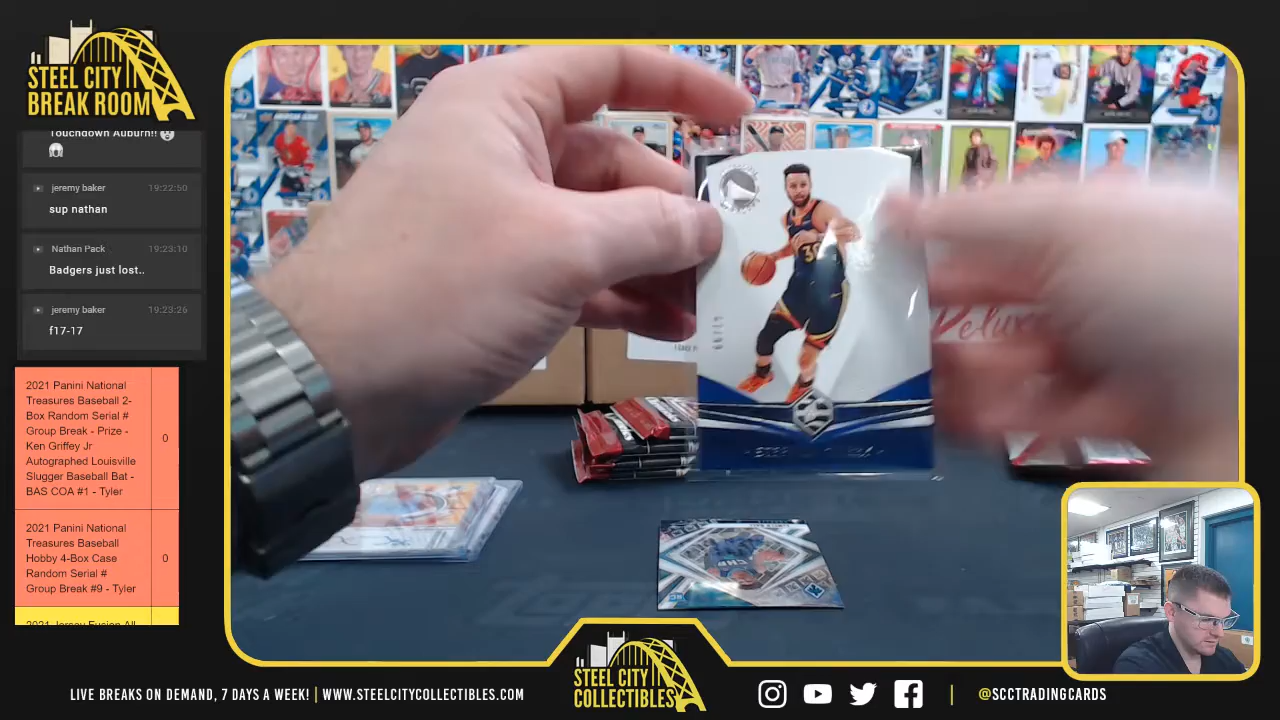 STEEL CITY
BREAK ROOM
Touchdown Auburn!!
jeremy baker 19:22:50
sup nathan
Nathan Pack 19:23:10
Badgers just lost..
jeremy baker 19:23:26
f17-17
2021 Panini National
Treasures Baseball 2-
Box Random Serial #
Group Break - Prize -
Ken Griffey Jr
Autographed Louisville
Slugger Baseball Bat -
BAS COA #1 - Tyler
0
2021 Panini National
Treasures Baseball
Hobby 4-Box Case
Random Serial #
Group Break #9 - Tyler
0
30
Deluxe
STEEL CITY
COLLECTIBLES
LIVE BREAKS ON DEMAND, 7 DAYS A WEEK! | WWW.STEELCITYCOLLECTIBLES.COM
| @SCCTRADINGCARDS